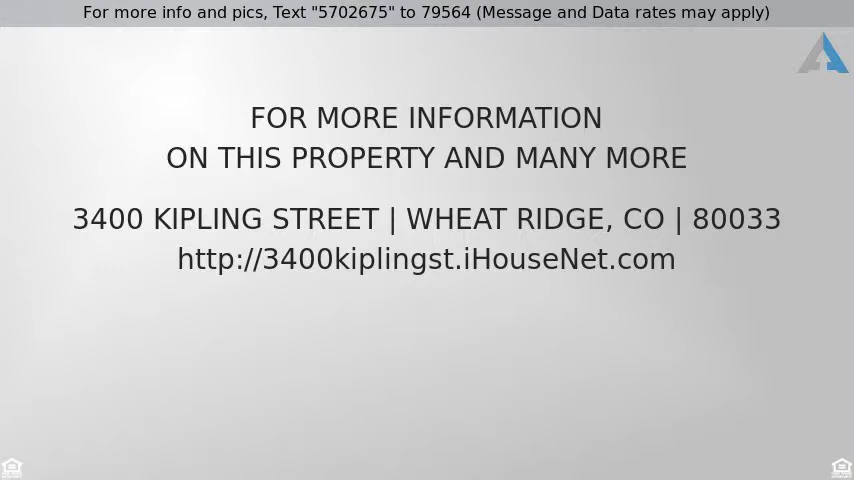 For more info and pics, Text "5702675" to 79564 (Message and Data rates may apply)
FOR MORE INFORMATION
ON THIS PROPERTY AND MANY MORE
3400 KIPLING STREET | WHEAT RIDGE, CO | 80033
http://3400kiplingst.iHouseNet.com